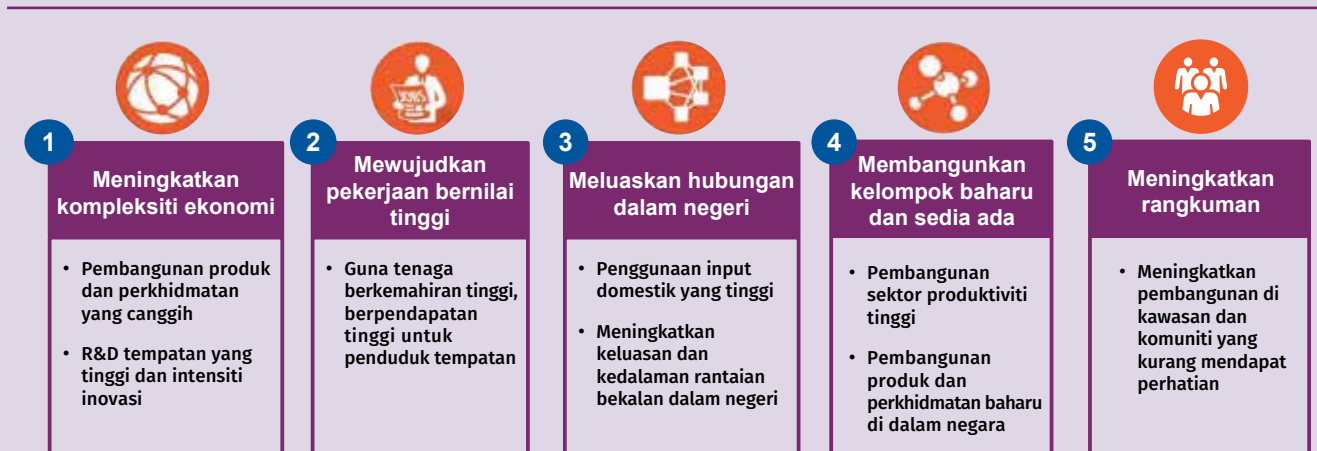 1
Meningkatkan
kompleksiti ekonomi
• Pembangunan produk
dan perkhidmatan
yang canggih
• R&D tempatan yang
tinggi dan intensiti
inovasi
JOBS
2
Mewujudkan
pekerjaan bernilai
tinggi
• Guna tenaga
berkemahiran tinggi,
berpendapatan
tinggi untuk
penduduk tempatan
3
Meluaskan hubungan
dalam negeri
• Penggunaan input
domestik yang tinggi
• Meningkatkan
keluasan dan
kedalaman rantaian
bekalan dalam negeri
4
Membangunkan
kelompok baharu
dan sedia ada
• Pembangunan
sektor produktiviti
tinggi
• Pembangunan
produk dan
perkhidmatan baharu
di dalam negara
5
Meningkatkan
rangkuman
• Meningkatkan
pembangunan di
kawasan dan
komuniti yang
kurang mendapat
perhatian